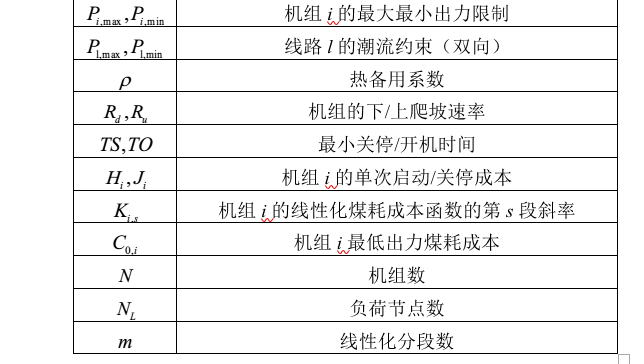 P_{i,max}, P_{i,min} 机组 i 的最大最小出力限制
P_{l,max}, P_{l,min} 线路 l 的潮流约束（双向）
ρ 热备用系数
R_d, R_u 机组的下/上爬坡速率
TS,TO 最小关停/开机时间
H_i, J_i 机组 i 的单次启动/关停成本
K_{i,s} 机组 i 的线性化煤耗成本函数的第 s 段斜率
C_{0,i} 机组 i 最低出力煤耗成本
N 机组数
N_L 负荷节点数
m 线性化分段数